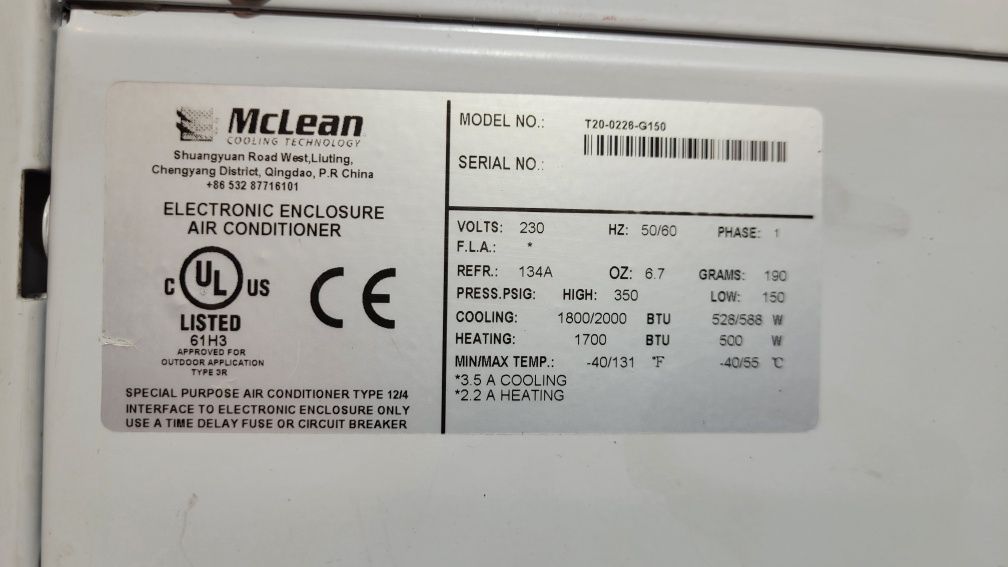 McLean
COOLING TECHNOLOGY
Shuangyuan Road West,Liuting,
Chengyang District, Qingdao, P.R China
+86 532 87716101
ELECTRONIC ENCLOSURE
AIR CONDITIONER
C UL US
LISTED
61H3
APPROVED FOR
OUTDOOR APPLICATION
TYPE 3R
CE
SPECIAL PURPOSE AIR CONDITIONER TYPE 12/4
INTERFACE TO ELECTRONIC ENCLOSURE ONLY
USE A TIME DELAY FUSE OR CIRCUIT BREAKER
MODEL NO.: T20-0226-G150
SERIAL NO.:
VOLTS: 230 HZ: 50/60 PHASE: 1
F.L.A.: *
REFR.: 134A OZ: 6.7 GRAMS: 190
PRESS.PSIG: HIGH: 350 LOW: 150
COOLING: 1800/2000 BTU 528/588 W
HEATING: 1700 BTU 500 W
MIN/MAX TEMP.: -40/131 °F -40/55 °C
*3.5 A COOLING
*2.2 A HEATING